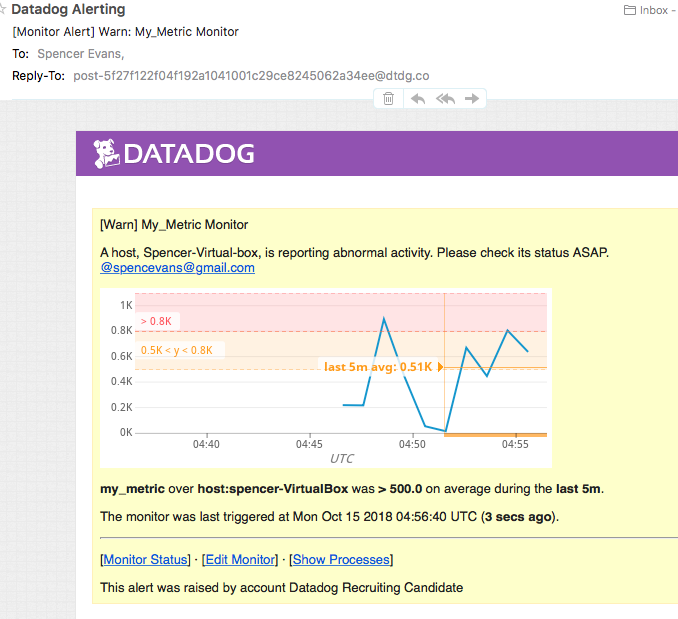 Datadog Alerting
Inbox -
[Monitor Alert] Warn: My_Metric Monitor
To: Spencer Evans,
Reply-To: post-5f27f122f04f192a1041001c29ce8245062a34ee@dtdg.co
DATADOG
[Warn] My_Metric Monitor
A host, Spencer-Virtual-box, is reporting abnormal activity. Please check its status ASAP.
@spencevans@gmail.com
1K
> 0.8K
0.8K
0.5K < y < 0.8K
0.6K
last 5m avg: 0.51K
0.4K
0.2K
0K
04:40 04:45 04:50 04:55
UTC
my_metric over host:spencer-VirtualBox was > 500.0 on average during the last 5m.
The monitor was last triggered at Mon Oct 15 2018 04:56:40 UTC (3 secs ago).
[Monitor Status] · [Edit Monitor] · [Show Processes]
This alert was raised by account Datadog Recruiting Candidate